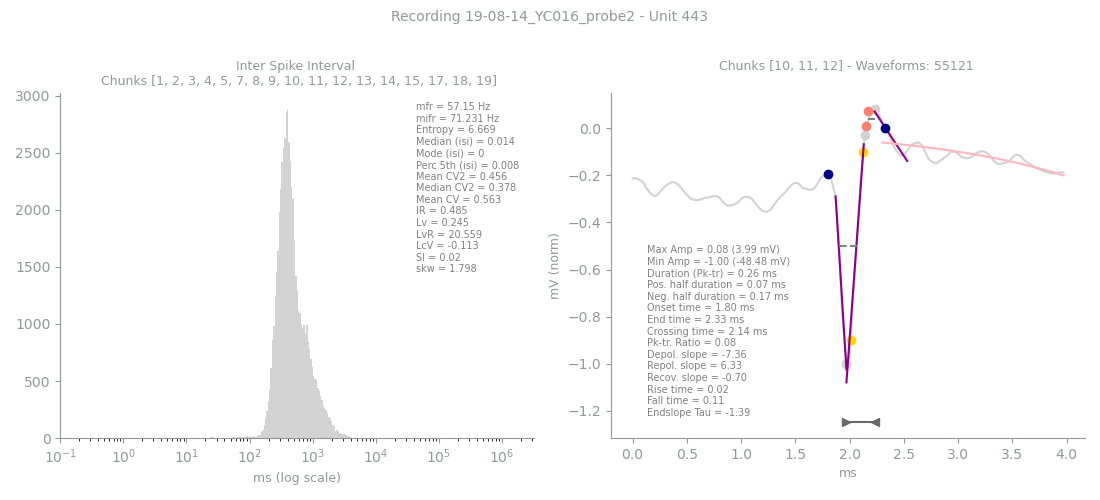 Recording 19-08-14_YC016_probe2 - Unit 443
Inter Spike Interval
Chunks [1, 2, 3, 4, 5, 7, 8, 9, 10, 11, 12, 13, 14, 15, 17, 18, 19]
3000
2500
2000
1500
1000
500
0
mfr = 57.15 Hz
mifr = 71.231 Hz
Entropy = 6.669
Median (isi) = 0.014
Mode (isi) = 0
Perc 5th (isi) = 0.008
Mean CV2 = 0.456
Median CV2 = 0.378
Mean CV = 0.563
IR = 0.485
Lv = 0.245
LvR = 20.559
LcV = -0.113
SI = 0.02
skw = 1.798
10⁻¹ 10⁰ 10¹ 10² 10³ 10⁴ 10⁵ 10⁶
ms (log scale)
Chunks [10, 11, 12] - Waveforms: 55121
mV (norm)
0.0
−0.2
−0.4
−0.6
−0.8
−1.0
−1.2
Max Amp = 0.08 (3.99 mV)
Min Amp = -1.00 (-48.48 mV)
Duration (Pk-tr) = 0.26 ms
Pos. half duration = 0.07 ms
Neg. half duration = 0.17 ms
Onset time = 1.80 ms
End time = 2.33 ms
Crossing time = 2.14 ms
Pk-tr. Ratio = 0.08
Depol. slope = -7.36
Repol. slope = 6.33
Recov. slope = -0.70
Rise time = 0.02
Fall time = 0.11
Endslope Tau = -1.39
0.0 0.5 1.0 1.5 2.0 2.5 3.0 3.5 4.0
ms